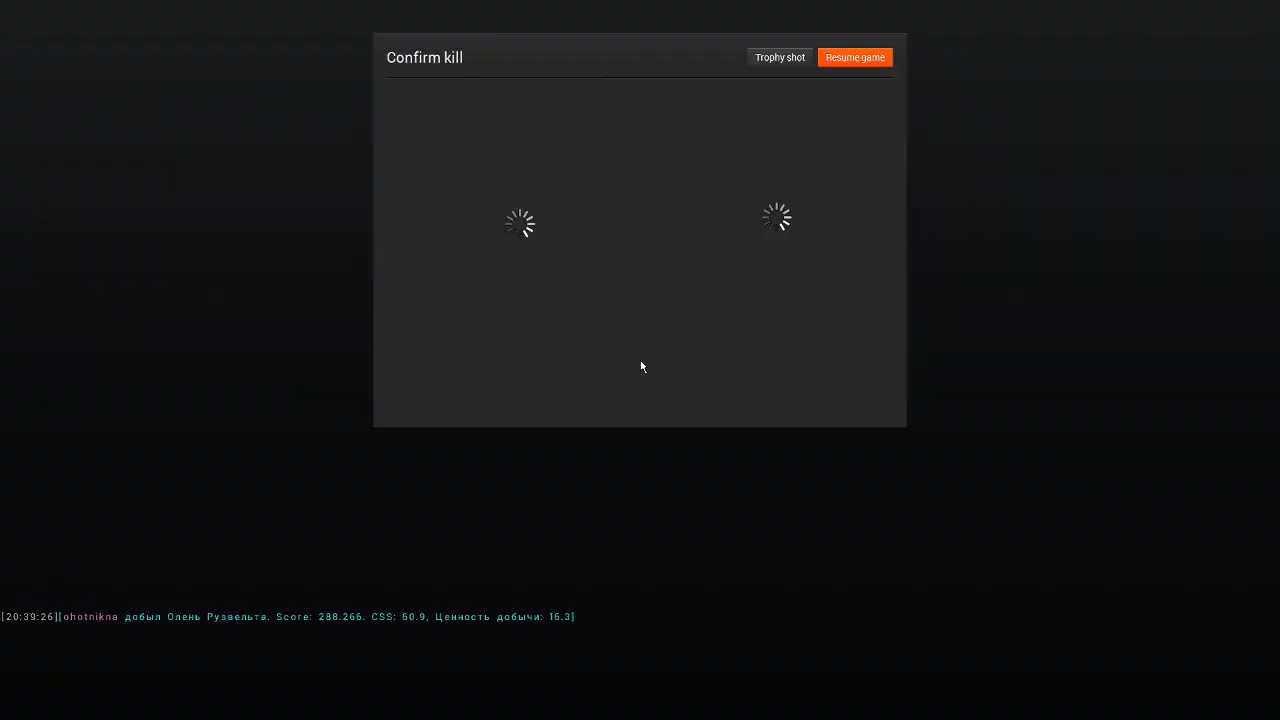 Confirm kill
Trophy shot
Resume game
[20:39:26][ohotnikna добыл Олень Рузвельта. Score: 288.266. CSS: 60.9, Ценность добычи: 16.3]